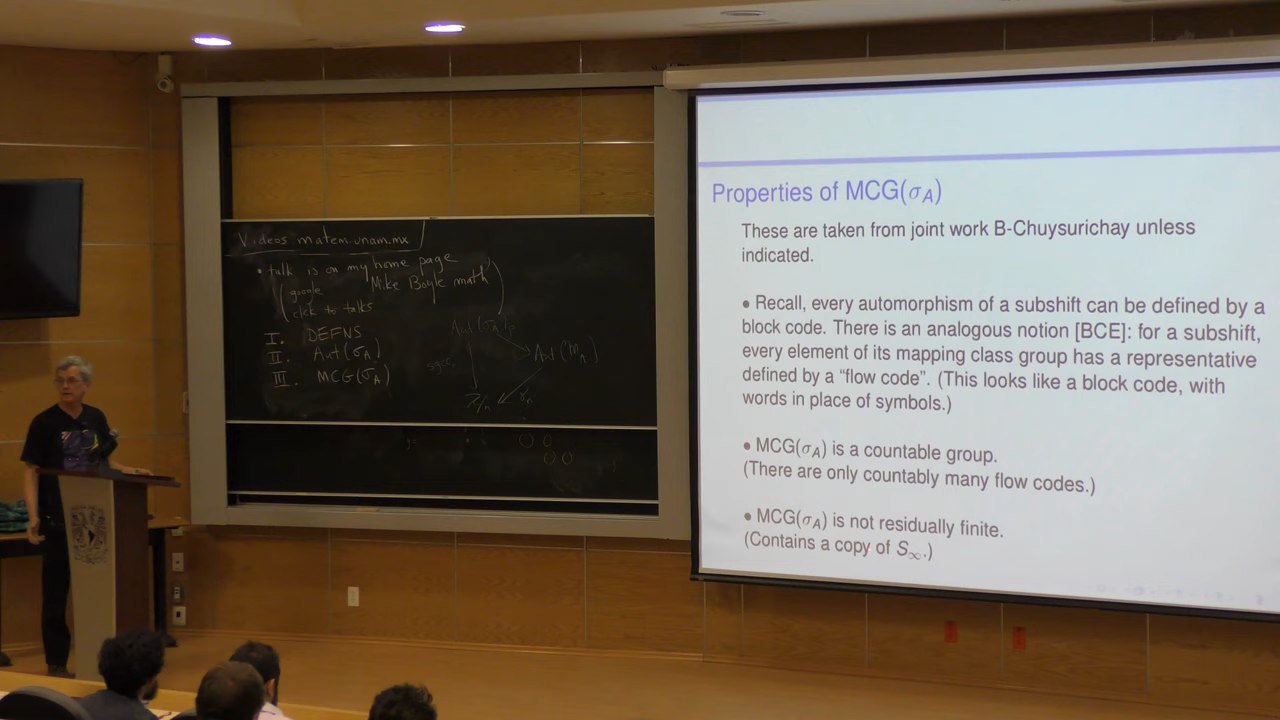 Videos matem.unam.mx
• talk is on my home page
(google Mike Boyle math)
click to talks
I. DEFNS
II. Aut(σ_A)
III. MCG(σ_A)
Properties of MCG(σ_A)
These are taken from joint work B-Chuysurichay unless
indicated.
• Recall, every automorphism of a subshift can be defined by a
block code. There is an analogous notion [BCE]: for a subshift,
every element of its mapping class group has a representative
defined by a “flow code”. (This looks like a block code, with
words in place of symbols.)
• MCG(σ_A) is a countable group.
(There are only countably many flow codes.)
• MCG(σ_A) is not residually finite.
(Contains a copy of S_∞.)